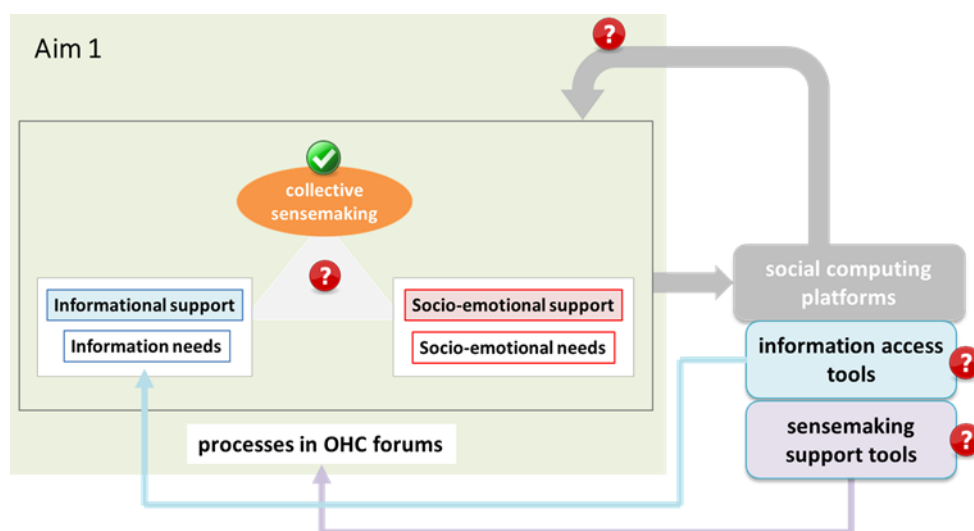 ?
Aim 1
collective
sensemaking
?
Informational support
Information needs
Socio-emotional support
Socio-emotional needs
social computing
platforms
information access
tools
?
processes in OHC forums
sensemaking
support tools
?